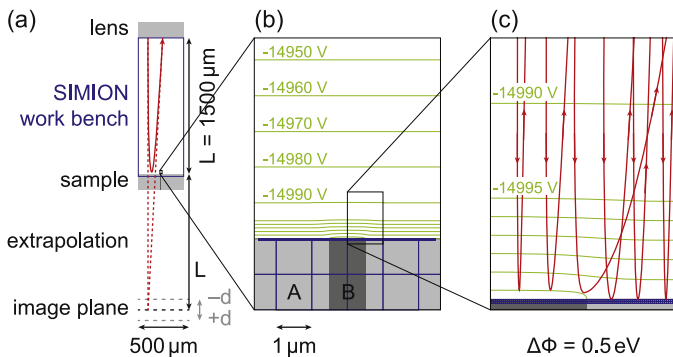 (a)
lens
SIMION
work bench
L = 1500 µm
sample
extrapolation
L
image plane
–d
+d
500 µm
(b)
-14950 V
-14960 V
-14970 V
-14980 V
-14990 V
A
B
1 µm
(c)
-14990 V
-14995 V
ΔΦ = 0.5 eV